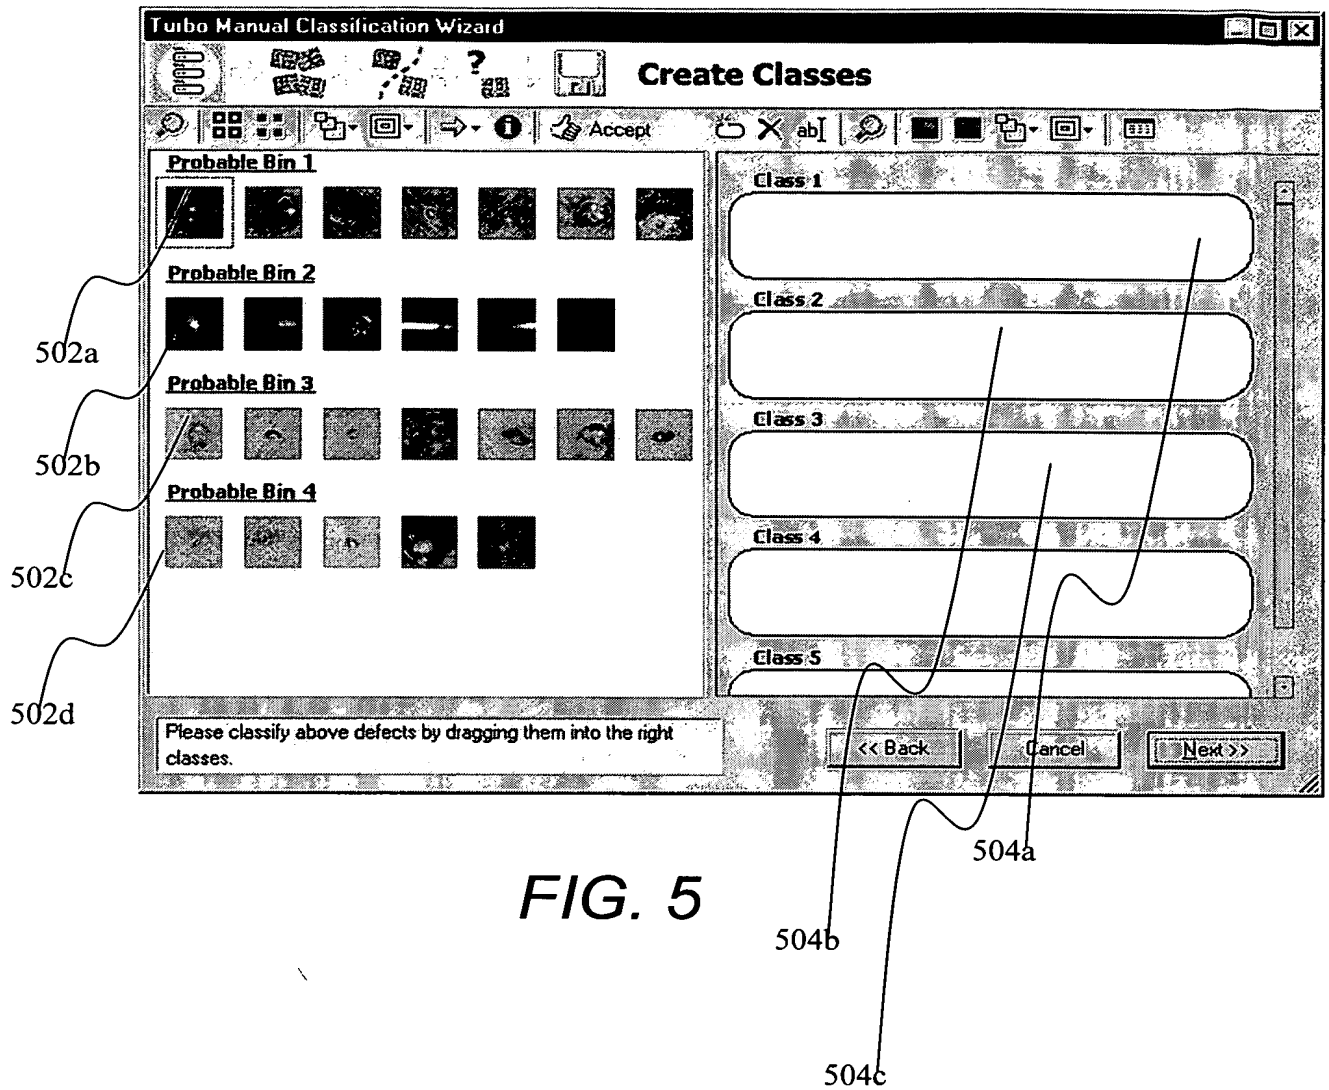 Turbo Manual Classification Wizard
?
Create Classes
Accept
abI
Probable Bin 1
Probable Bin 2
Probable Bin 3
Probable Bin 4
Class 1
Class 2
Class 3
Class 4
Class 5
502a
502b
502c
502d
Please classify above defects by dragging them into the right
classes.
<< Back
Cancel
Next >>
504a
FIG. 5
504b
504c